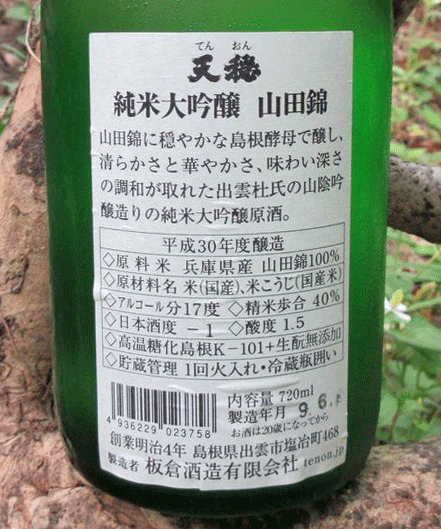 てん おん
天穏
純米大吟醸 山田錦
山田錦に穏やかな島根酵母で醸し、
清らかさと華やかさ、味わい深さ
の調和が取れた出雲杜氏の山陰吟
醸造りの純米大吟醸原酒。
平成30年度醸造
◇原料米 兵庫県産 山田錦100%
◇原材料名 米(国産),米こうじ(国産米)
◇アルコール分17度 ◇精米歩合 40%
◇日本酒度 −1 ◇酸度 1.5
◇高温糖化島根K−101+生酛無添加
◇貯蔵管理 1回火入れ・冷蔵瓶囲い
内容量 720ml
製造年月 9 6.
お酒は20歳になってから
4 936229 023758
創業明治4年 島根県出雲市塩冶町468
製造者 板倉酒造有限会社 tenon.jp